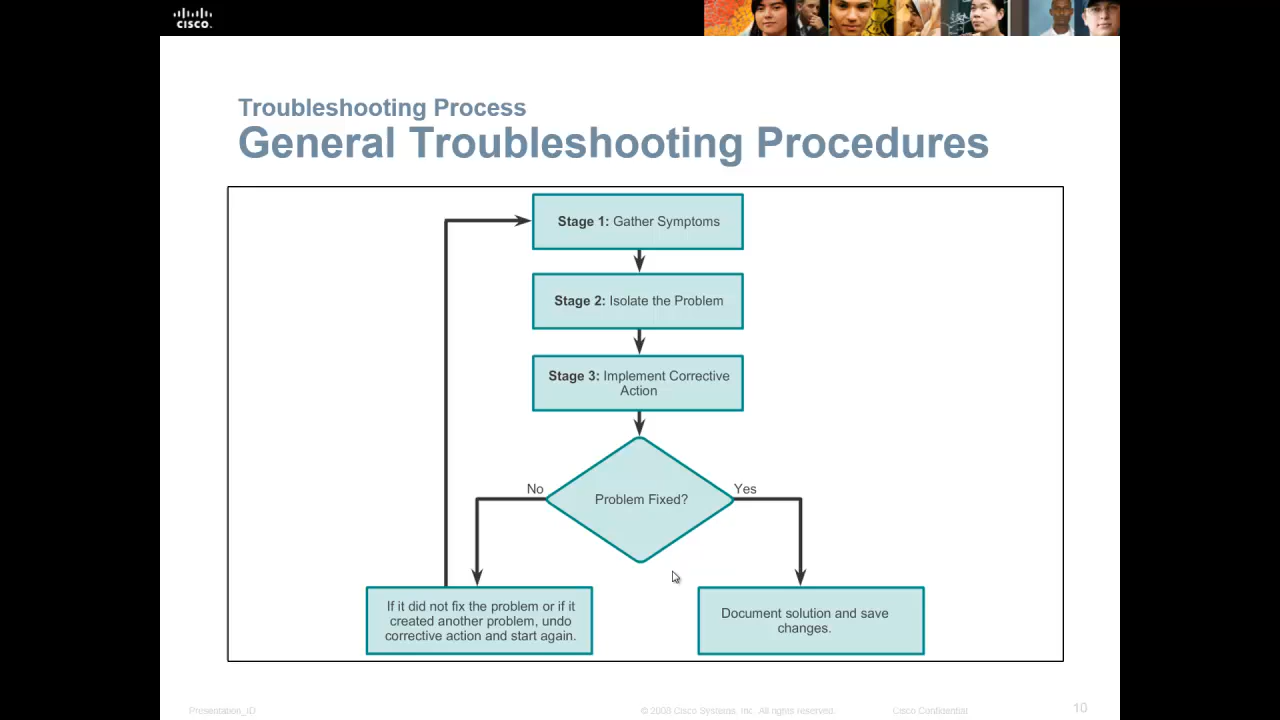 CISCO.
Troubleshooting Process
General Troubleshooting Procedures
Stage 1: Gather Symptoms
Stage 2: Isolate the Problem
Stage 3: Implement Corrective
Action
No
Problem Fixed?
Yes
If it did not fix the problem or if it
created another problem, undo
corrective action and start again.
Document solution and save
changes.
Presentation_ID
© 2008 Cisco Systems, Inc. All rights reserved.
Cisco Confidential
10